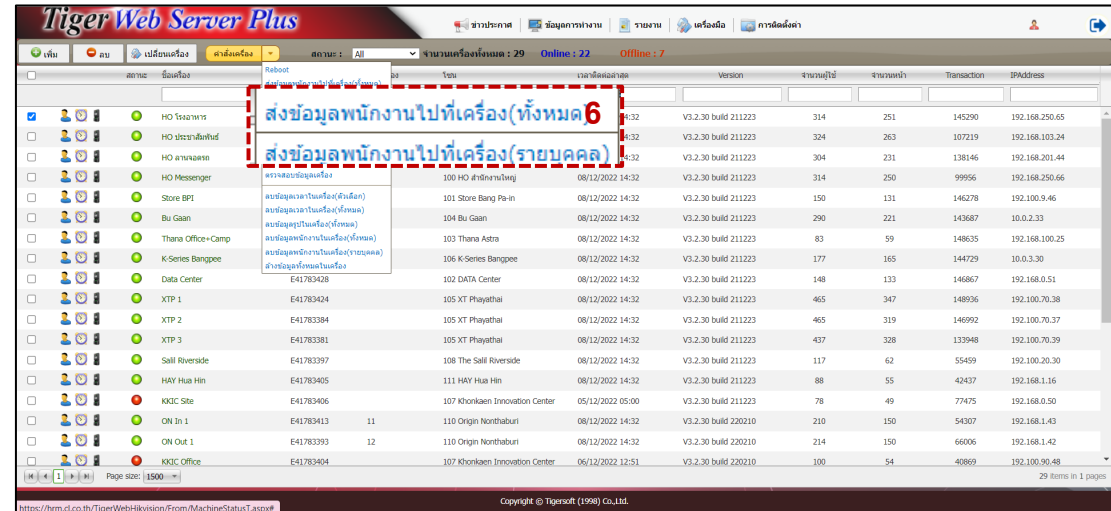 Tiger Web Server Plus
ข่าวประกาศ ข้อมูลการทำงาน รายงาน เครื่องมือ การตั้งค่า
เพิ่ม ลบ เปลี่ยนเครื่อง คำสั่งเครื่อง สถานะ : All จำนวนเครื่องทั้งหมด : 29 Online : 22 Offline : 7
สถานะ ชื่อเครื่อง โซน เวลาติดต่อล่าสุด Version จำนวนผู้ใช้ จำนวนหน้า Transaction IPAddress
Reboot
ส่งข้อมูลพนักงานไปที่เครื่อง(ทั้งหมด) 6
ส่งข้อมูลพนักงานไปที่เครื่อง(รายบุคคล)
ตรวจสอบข้อมูลเครื่อง
ลบข้อมูลเวลาในเครื่อง(ตัวเลือก)
ลบข้อมูลเวลาในเครื่อง(ทั้งหมด)
ลบข้อมูลรูปในเครื่อง(ทั้งหมด)
ลบข้อมูลพนักงานในเครื่อง(ทั้งหมด)
ลบข้อมูลพนักงานในเครื่อง(รายบุคคล)
ล้างข้อมูลทั้งหมดในเครื่อง
HO โรงอาหาร 14:32 V3.2.30 build 211223 314 251 145290 192.168.250.65
HO ประชาสัมพันธ์ 14:32 V3.2.30 build 211223 324 263 107219 192.168.103.24
HO ลานจอดรถ 14:32 V3.2.30 build 211223 304 231 138146 192.168.201.44
HO Messenger 100 HO สำนักงานใหญ่ 08/12/2022 14:32 V3.2.30 build 211223 314 250 99956 192.168.250.66
Store BPI 101 Store Bang Pa-in 08/12/2022 14:32 V3.2.30 build 211223 150 131 146278 192.100.9.46
Bu Gaan 104 Bu Gaan 08/12/2022 14:32 V3.2.30 build 211223 290 221 143687 10.0.2.33
Thana Office+Camp 103 Thana Astra 08/12/2022 14:32 V3.2.30 build 211223 83 59 148635 192.168.100.25
K-Series Bangpee 106 K-Series Bangpee 08/12/2022 14:32 V3.2.30 build 211223 177 165 144729 10.0.3.30
Data Center E41783428 102 DATA Center 08/12/2022 14:32 V3.2.30 build 211223 148 133 146867 192.168.0.51
XTP 1 E41783424 105 XT Phayathai 08/12/2022 14:32 V3.2.30 build 211223 465 347 148936 192.100.70.38
XTP 2 E41783384 105 XT Phayathai 08/12/2022 14:32 V3.2.30 build 211223 465 319 146992 192.100.70.37
XTP 3 E41783381 105 XT Phayathai 08/12/2022 14:32 V3.2.30 build 211223 437 328 133948 192.100.70.39
Salil Riverside E41783397 108 The Salil Riverside 08/12/2022 14:32 V3.2.30 build 211223 117 62 55459 192.100.20.30
HAY Hua Hin E41783405 111 HAY Hua Hin 08/12/2022 14:32 V3.2.30 build 211223 88 55 42437 192.168.1.16
KKIC Site E41783406 107 Khonkaen Innovation Center 05/12/2022 05:00 V3.2.30 build 211223 78 49 77475 192.168.0.50
ON In 1 E41783413 11 110 Origin Nonthaburi 08/12/2022 14:32 V3.2.30 build 220210 210 150 54307 192.168.1.43
ON Out 1 E41783393 12 110 Origin Nonthaburi 08/12/2022 14:32 V3.2.30 build 220210 214 150 66006 192.168.1.42
KKIC Office E41783404 107 Khonkaen Innovation Center 06/12/2022 12:51 V3.2.30 build 220210 100 54 40869 192.100.90.48
1 Page size: 1500 29 items in 1 pages
Copyright © Tigersoft (1998) Co.,Ltd.
https://hrm.cl.co.th/TigerWebHikvision/From/MachineStatusT.aspx#